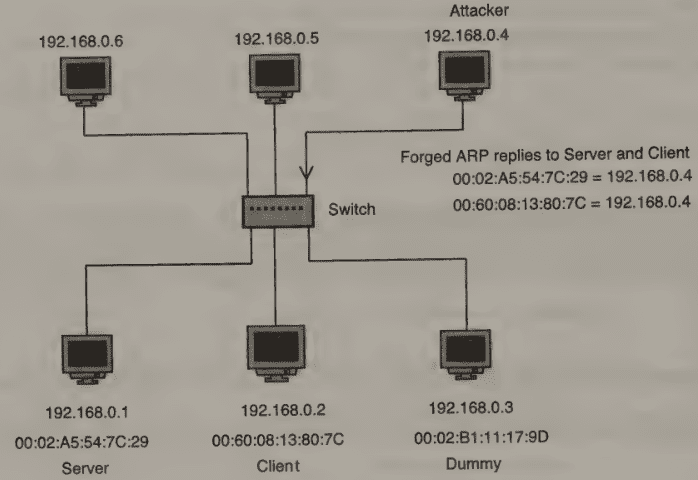 Attacker
192.168.0.6
192.168.0.5
192.168.0.4
Forged ARP replies to Server and Client
00:02:A5:54:7C:29 = 192.168.0.4
00:60:08:13:80:7C = 192.168.0.4
Switch
192.168.0.1
192.168.0.2
192.168.0.3
00:02:A5:54:7C:29
00:60:08:13:80:7C
00:02:B1:11:17:9D
Server
Client
Dummy